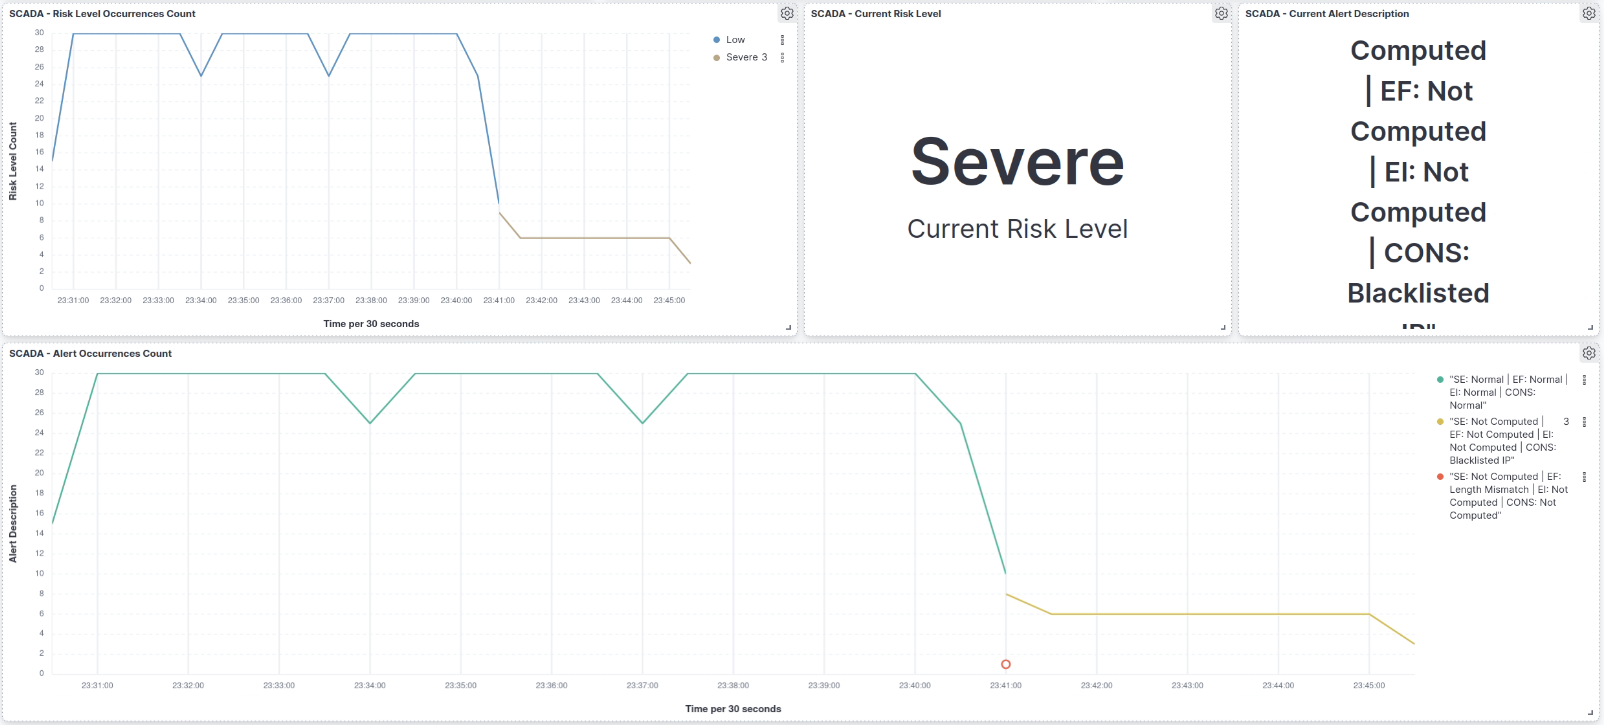 SCADA - Risk Level Occurrences Count
Risk Level Count
30
28
26
24
22
20
18
16
14
12
10
8
6
4
2
0
23:31:00 23:32:00 23:33:00 23:34:00 23:35:00 23:36:00 23:37:00 23:38:00 23:39:00 23:40:00 23:41:00 23:42:00 23:43:00 23:44:00 23:45:00
Time per 30 seconds
Low
Severe 3
SCADA - Current Risk Level
Severe
Current Risk Level
SCADA - Current Alert Description
Computed
| EF: Not
Computed
| EI: Not
Computed
| CONS:
Blacklisted
IP"
SCADA - Alert Occurrences Count
Alert Description
30
28
26
24
22
20
18
16
14
12
10
8
6
4
2
0
23:31:00 23:32:00 23:33:00 23:34:00 23:35:00 23:36:00 23:37:00 23:38:00 23:39:00 23:40:00 23:41:00 23:42:00 23:43:00 23:44:00 23:45:00
Time per 30 seconds
"SE: Normal | EF: Normal |
EI: Normal | CONS:
Normal"
"SE: Not Computed | 3
EF: Not Computed | EI:
Not Computed | CONS:
Blacklisted IP"
"SE: Not Computed | EF:
Length Mismatch | EI: Not
Computed | CONS: Not
Computed"